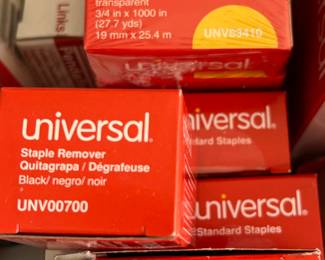 Links
transparent
3/4 in x 1000 in
(27.7 yds)
19 mm x 25.4 m
UNV83410
universal®
Staple Remover
Quitagrapa / Dégrafeuse
Black/ negro/ noir
UNV00700
universal®
Standard Staples
universal®
Standard Staples